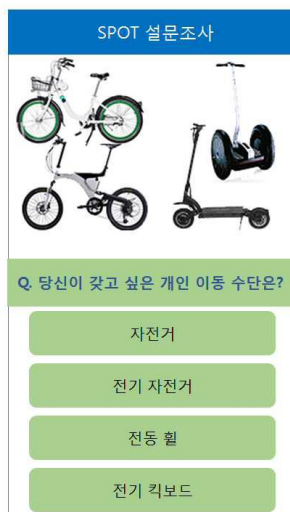 SPOT 설문조사
Q. 당신이 갖고 싶은 개인 이동 수단은?
자전거
전기 자전거
전동 휠
전기 킥보드